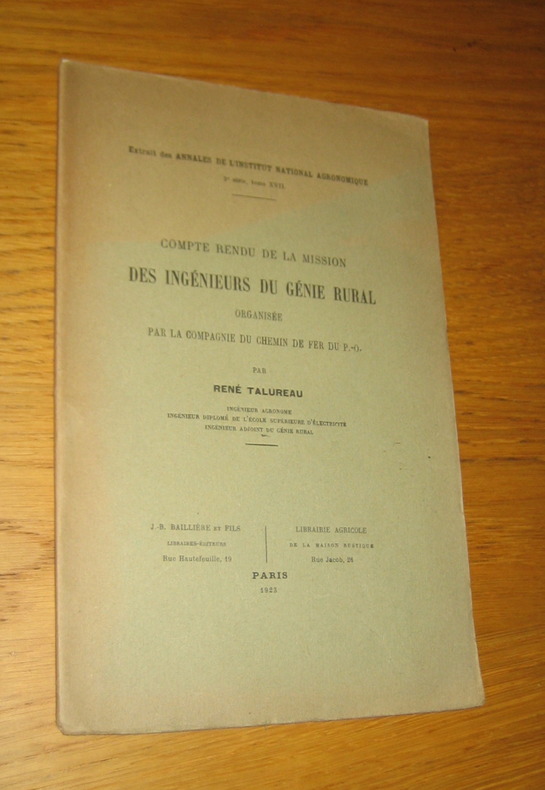 Extrait des ANNALES DE L'INSTITUT NATIONAL AGRONOMIQUE
2e série, tome XVII
COMPTE RENDU DE LA MISSION
DES INGÉNIEURS DU GÉNIE RURAL
ORGANISÉE
PAR LA COMPAGNIE DU CHEMIN DE FER DU P.-O.
PAR
RENÉ TALUREAU
INGÉNIEUR AGRONOME
INGÉNIEUR DIPLOMÉ DE L'ÉCOLE SUPÉRIEURE D'ÉLECTRICITÉ
INGÉNIEUR ADJOINT DU GÉNIE RURAL
J.-B. BAILLIÈRE ET FILS
LIBRAIRES-ÉDITEURS
Rue Hautefeuille, 19
LIBRAIRIE AGRICOLE
DE LA MAISON RUSTIQUE
Rue Jacob, 26
PARIS
1923